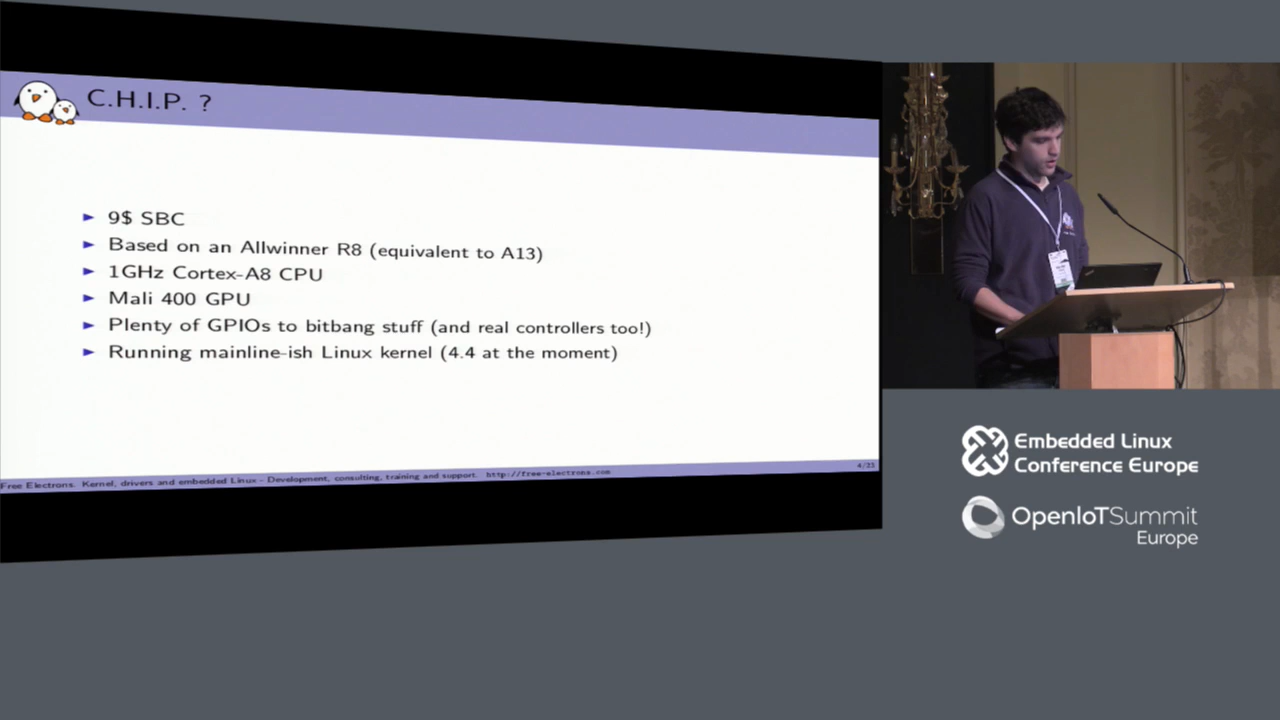 C.H.I.P. ?
► 9$ SBC
► Based on an Allwinner R8 (equivalent to A13)
► 1GHz Cortex-A8 CPU
► Mali 400 GPU
► Plenty of GPIOs to bitbang stuff (and real controllers too!)
► Running mainline-ish Linux kernel (4.4 at the moment)
4/23
Free Electrons. Kernel, drivers and embedded Linux - Development, consulting, training and support. http://free-electrons.com
Embedded Linux
Conference Europe
OpenIoTSummit
Europe